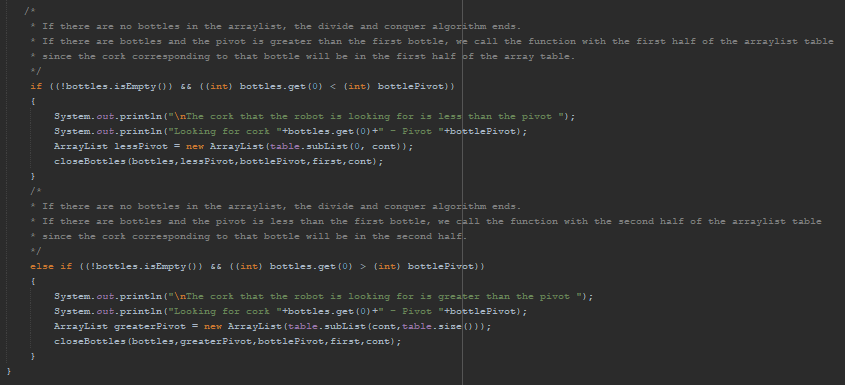 /*
* If there are no bottles in the arraylist, the divide and conquer algorithm ends.
* If there are bottles and the pivot is greater than the first bottle, we call the function with the first half of the arraylist table
* since the cork corresponding to that bottle will be in the first half of the array table.
*/
if ((!bottles.isEmpty()) && ((int) bottles.get(0) < (int) bottlePivot))
{
System.out.println("\nThe cork that the robot is looking for is less than the pivot ");
System.out.println("Looking for cork "+bottles.get(0)+" - Pivot "+bottlePivot);
ArrayList lessPivot = new ArrayList(table.subList(0, cont));
closeBottles(bottles,lessPivot,bottlePivot,first,cont);
}
/*
* If there are no bottles in the arraylist, the divide and conquer algorithm ends.
* If there are bottles and the pivot is less than the first bottle, we call the function with the second half of the arraylist table
* since the cork corresponding to that bottle will be in the second half.
*/
else if ((!bottles.isEmpty()) && ((int) bottles.get(0) > (int) bottlePivot))
{
System.out.println("\nThe cork that the robot is looking for is greater than the pivot ");
System.out.println("Looking for cork "+bottles.get(0)+" - Pivot "+bottlePivot);
ArrayList greaterPivot = new ArrayList(table.subList(cont,table.size()));
closeBottles(bottles,greaterPivot,bottlePivot,first,cont);
}
}